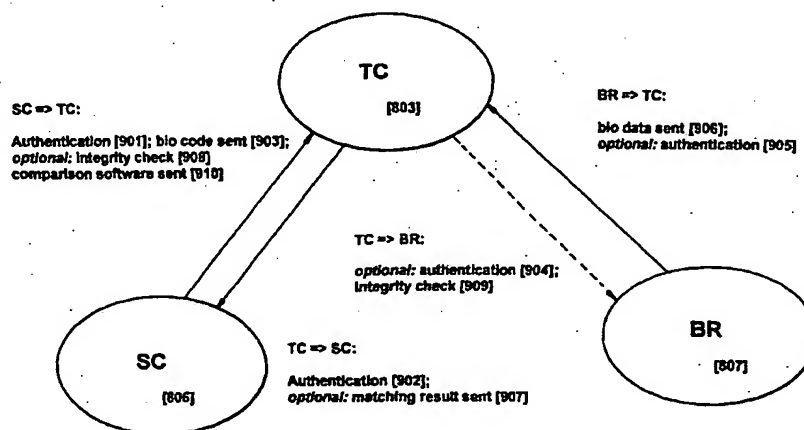 TC
[803]
SC => TC:
Authentication [901]; bio code sent [903];
optional: integrity check [908]
comparison software sent [910]
BR => TC:
bio data sent [906];
optional: authentication [905]
TC => BR:
optional: authentication [904];
integrity check [909]
SC
[806]
TC => SC:
Authentication [902];
optional: matching result sent [907]
BR
[807]